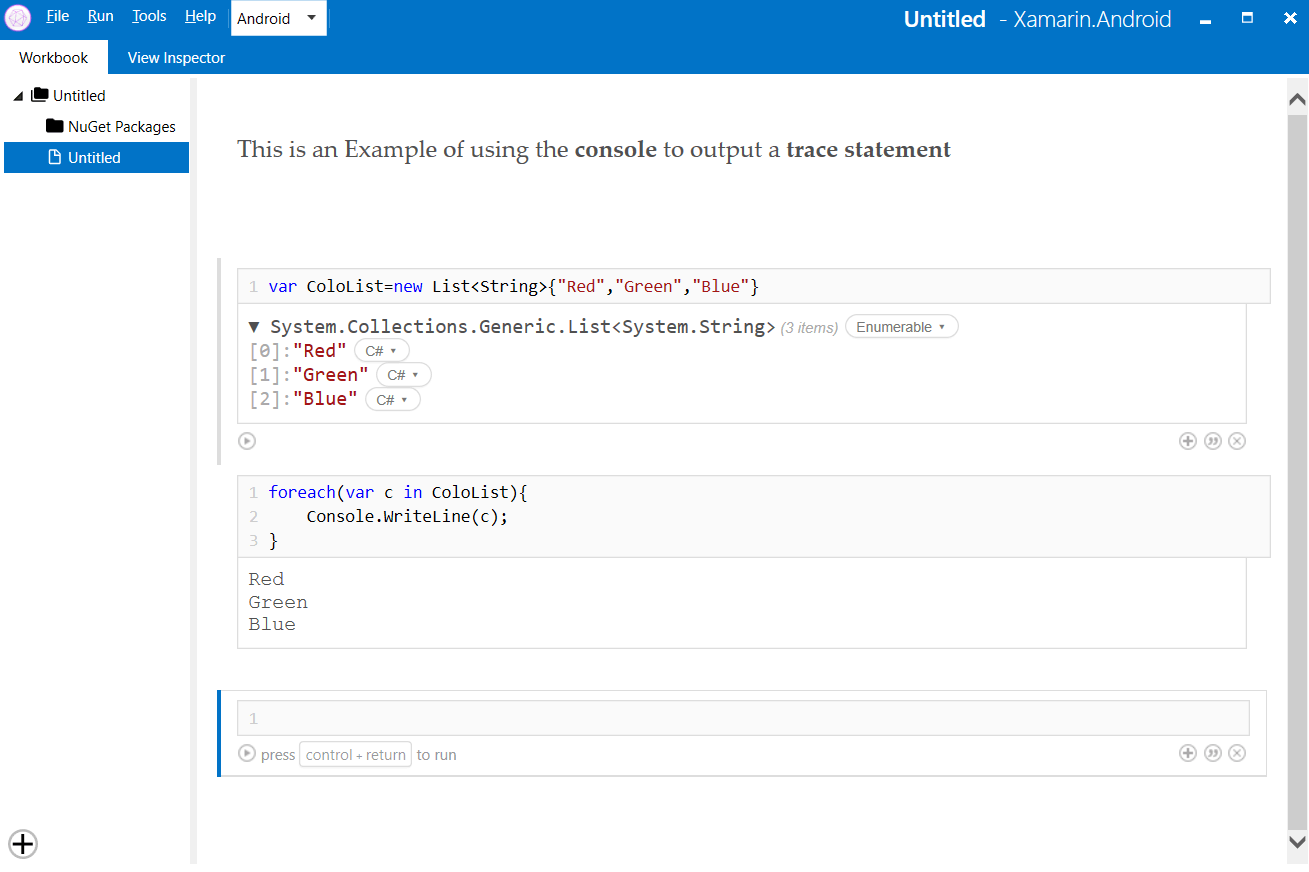 File Run Tools Help Android Untitled - Xamarin.Android
Workbook View Inspector
Untitled
NuGet Packages
Untitled
This is an Example of using the console to output a trace statement
1 var ColoList=new List<String>{"Red","Green","Blue"}
▼ System.Collections.Generic.List<System.String> (3 items) Enumerable ▾
[0]:"Red" C# ▾
[1]:"Green" C# ▾
[2]:"Blue" C# ▾
1 foreach(var c in ColoList){
2     Console.WriteLine(c);
3 }
Red
Green
Blue
1
press control + return to run